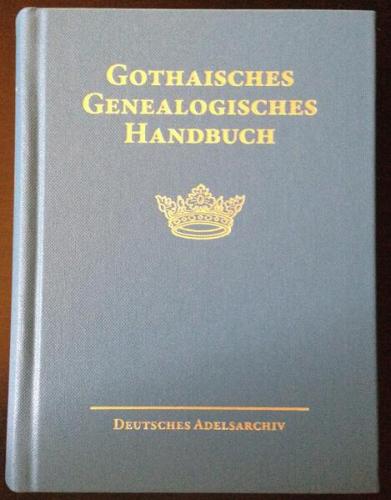 GOTHAISCHES
GENEALOGISCHES
HANDBUCH
DEUTSCHES ADELSARCHIV